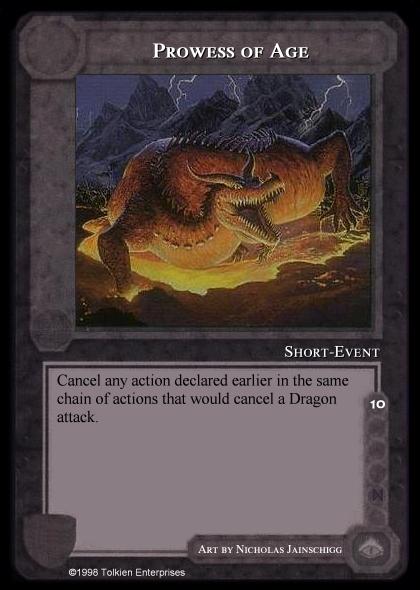 PROWESS OF AGE
SHORT-EVENT
Cancel any action declared earlier in the same
chain of actions that would cancel a Dragon
attack.
10
N
ART BY NICHOLAS JAINSCHIGG
©1998 Tolkien Enterprises